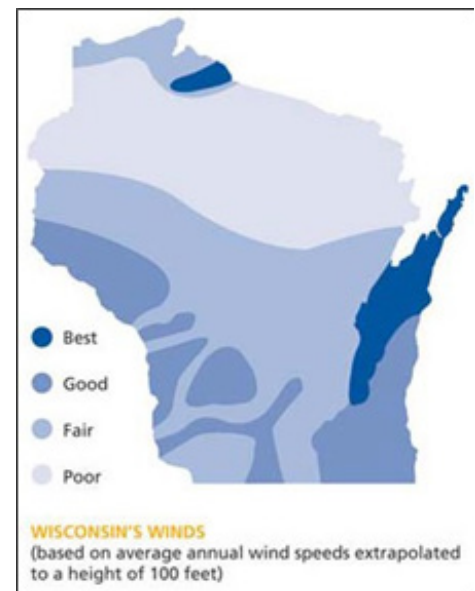 Best
Good
Fair
Poor
WISCONSIN'S WINDS
(based on average annual wind speeds extrapolated
to a height of 100 feet)